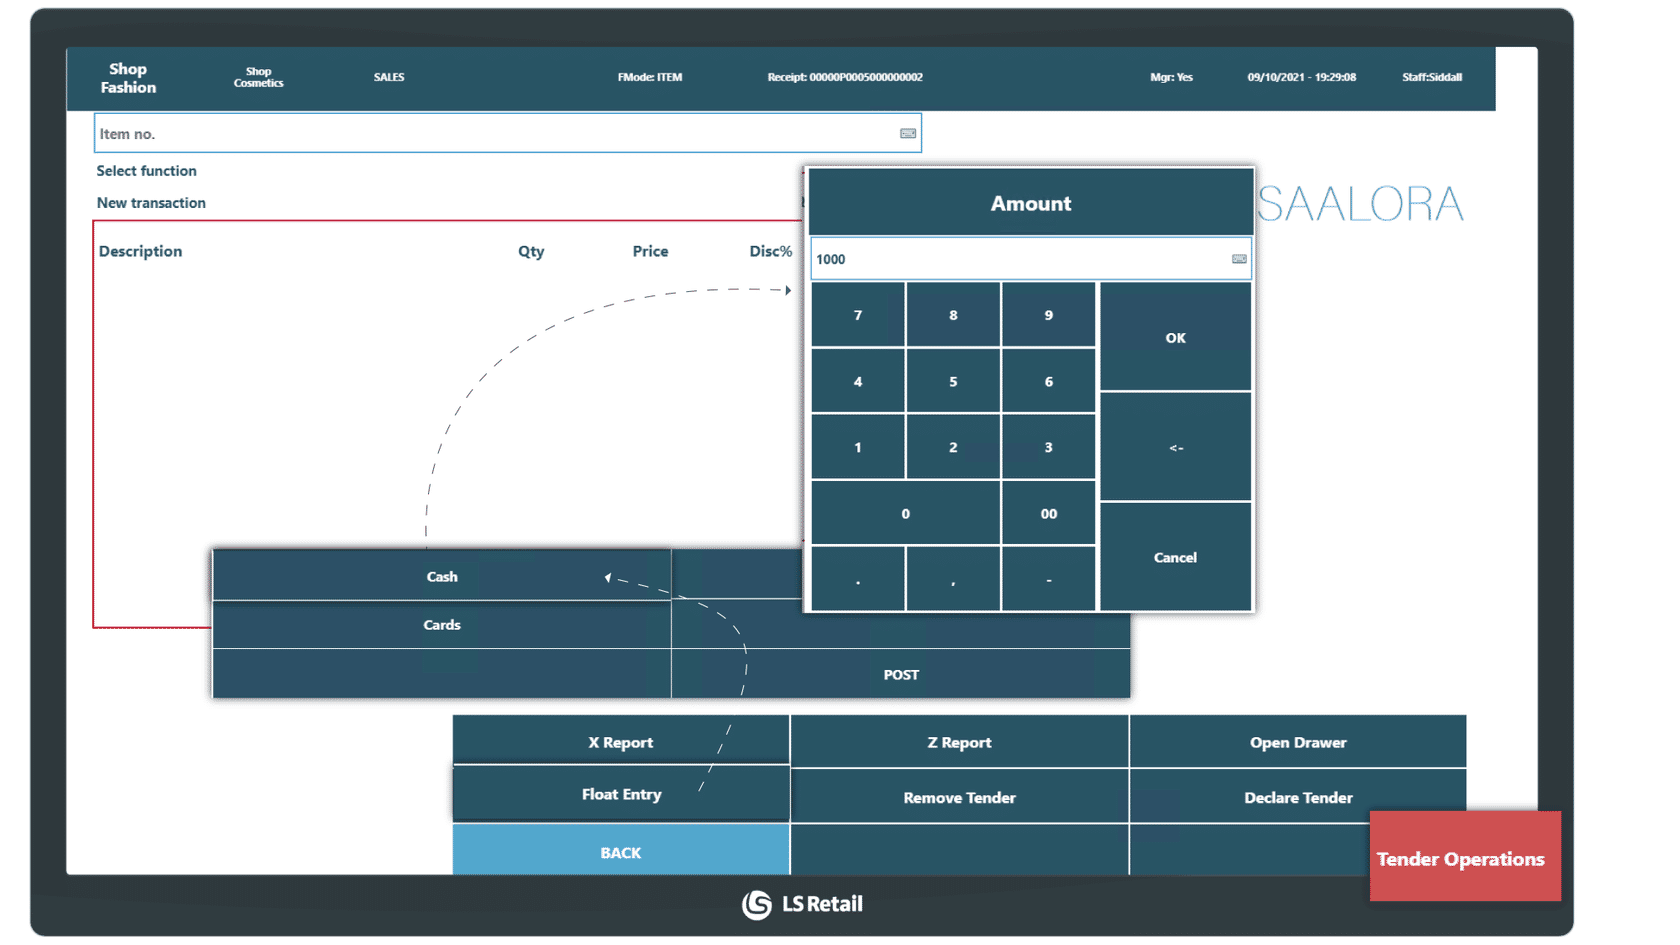 Shop
Fashion
Shop
Cosmetics
SALES
FMode: ITEM
Receipt: 00000P0005000000002
Mgr: Yes
09/10/2021 - 19:29:08
Staff:Siddall
Item no.
Select function
New transaction
Description
Qty
Price
Disc%
SAALORA
Amount
1000
7
8
9
OK
4
5
6
1
2
3
<-
0
00
.
,
-
Cancel
Cash
Cards
POST
X Report
Z Report
Open Drawer
Float Entry
Remove Tender
Declare Tender
BACK
Tender Operations
LS Retail